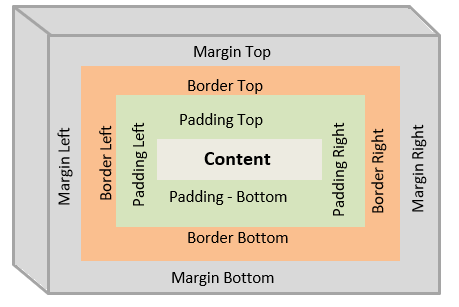 Margin Top
Border Top
Padding Top
Margin Left
Border Left
Padding Left
Content
Padding Right
Border Right
Margin Right
Padding - Bottom
Border Bottom
Margin Bottom